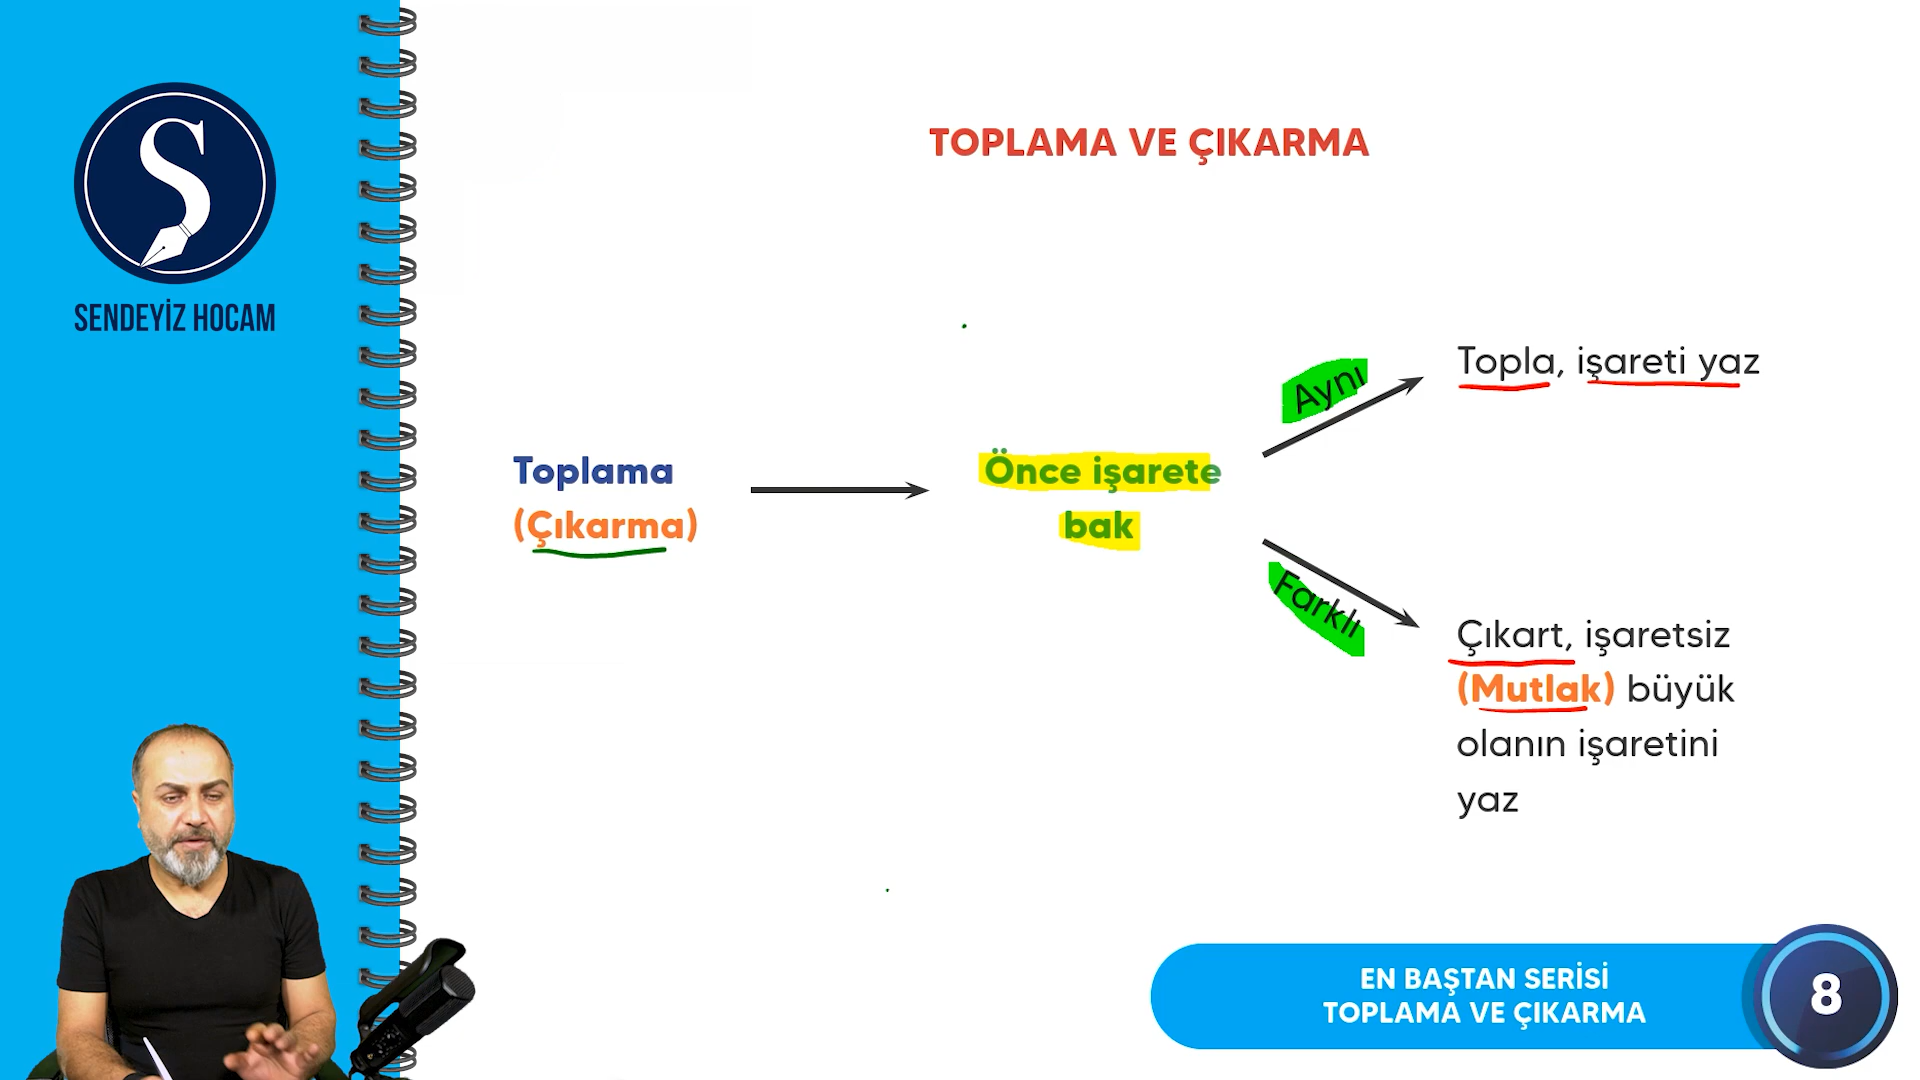 SENDEYİZ HOCAM
TOPLAMA VE ÇIKARMA
Toplama
(Çıkarma)
Önce işarete
bak
Aynı
Topla, işareti yaz
Farklı
Çıkart, işaretsiz
(Mutlak) büyük
olanın işaretini
yaz
EN BAŞTAN SERİSİ
TOPLAMA VE ÇIKARMA
8